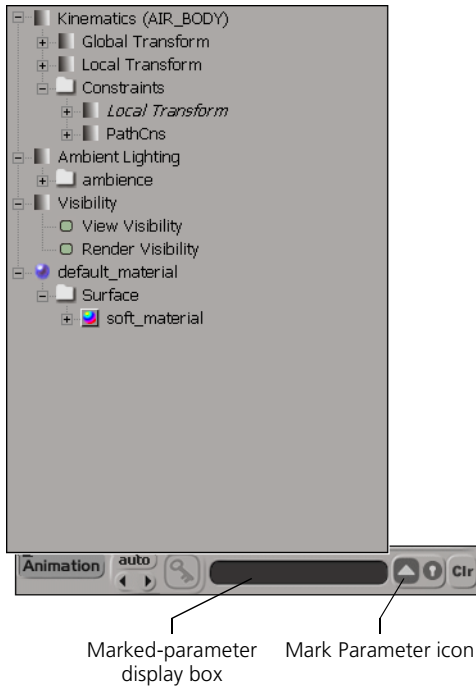 Kinematics (AIR_BODY)
Global Transform
Local Transform
Constraints
Local Transform
PathCns
Ambient Lighting
ambience
Visibility
View Visibility
Render Visibility
default_material
Surface
soft_material
Animation
auto
Clr
Marked-parameter
display box
Mark Parameter icon